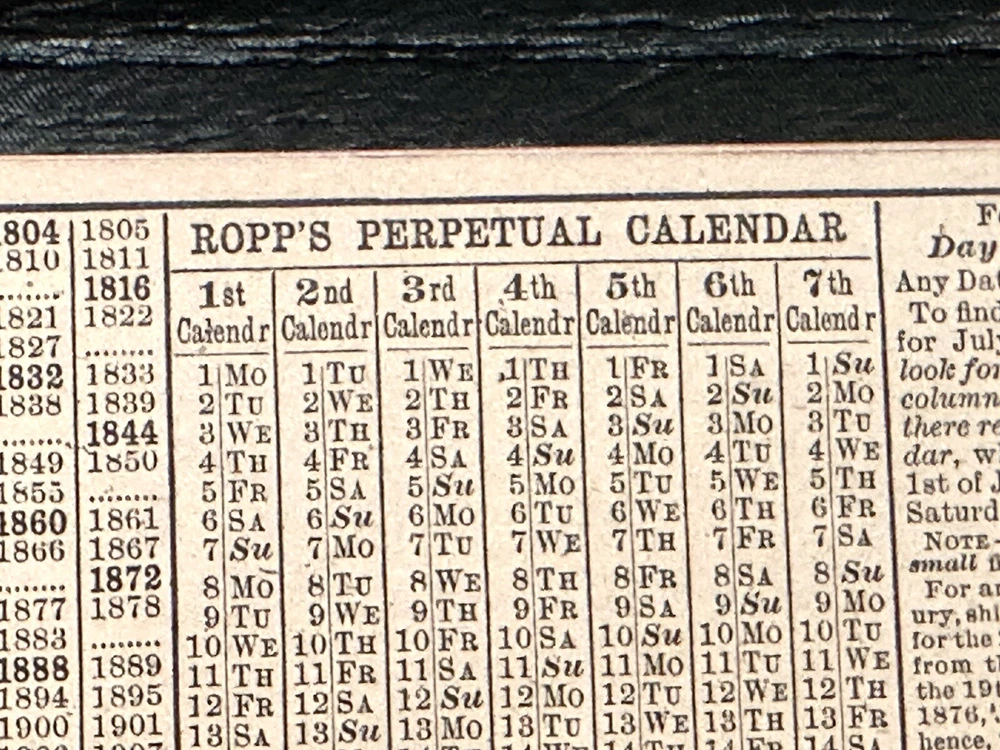 804 1805 ROPP'S PERPETUAL CALENDAR F
810 1811 Day
........ 1816 1st 2nd 3rd 4th 5th 6th 7th Any Da
1821 1822 Calendr Calendr Calendr Calendr Calendr Calendr Calendr To find
1827 ........ for July
1832 1833 1 MO 1 TU 1 WE 1 TH 1 FR 1 SA 1 Su look for
1838 1839 2 TU 2 WE 2 TH 2 FR 2 SA 2 Su 2 MO column
........ 1844 3 WE 3 TH 3 FR 3 SA 3 Su 3 MO 3 TU there re
1849 1850 4 TH 4 FR 4 SA 4 Su 4 MO 4 TU 4 WE dar, w
1855 ........ 5 FR 5 SA 5 Su 5 MO 5 TU 5 WE 5 TH 1st of J
1860 1861 6 SA 6 Su 6 MO 6 TU 6 WE 6 TH 6 FR Saturd
1866 1867 7 Su 7 MO 7 TU 7 WE 7 TH 7 FR 7 SA NOTE-
........ 1872 8 MO 8 TU 8 WE 8 TH 8 FR 8 SA 8 Su small
1877 1878 9 TU 9 WE 9 TH 9 FR 9 SA 9 Su 9 MO For an
1883 ........ 10 WE 10 TH 10 FR 10 SA 10 Su 10 MO 10 TU ury, shi
1888 1889 11 TH 11 FR 11 SA 11 Su 11 MO 11 TU 11 WE for the
1894 1895 12 FR 12 SA 12 Su 12 MO 12 TU 12 WE 12 TH from th
1900 1901 13 SA 13 Su 13 MO 13 TU 13 WE 13 TH 13 FR the 19
1876,
hence.